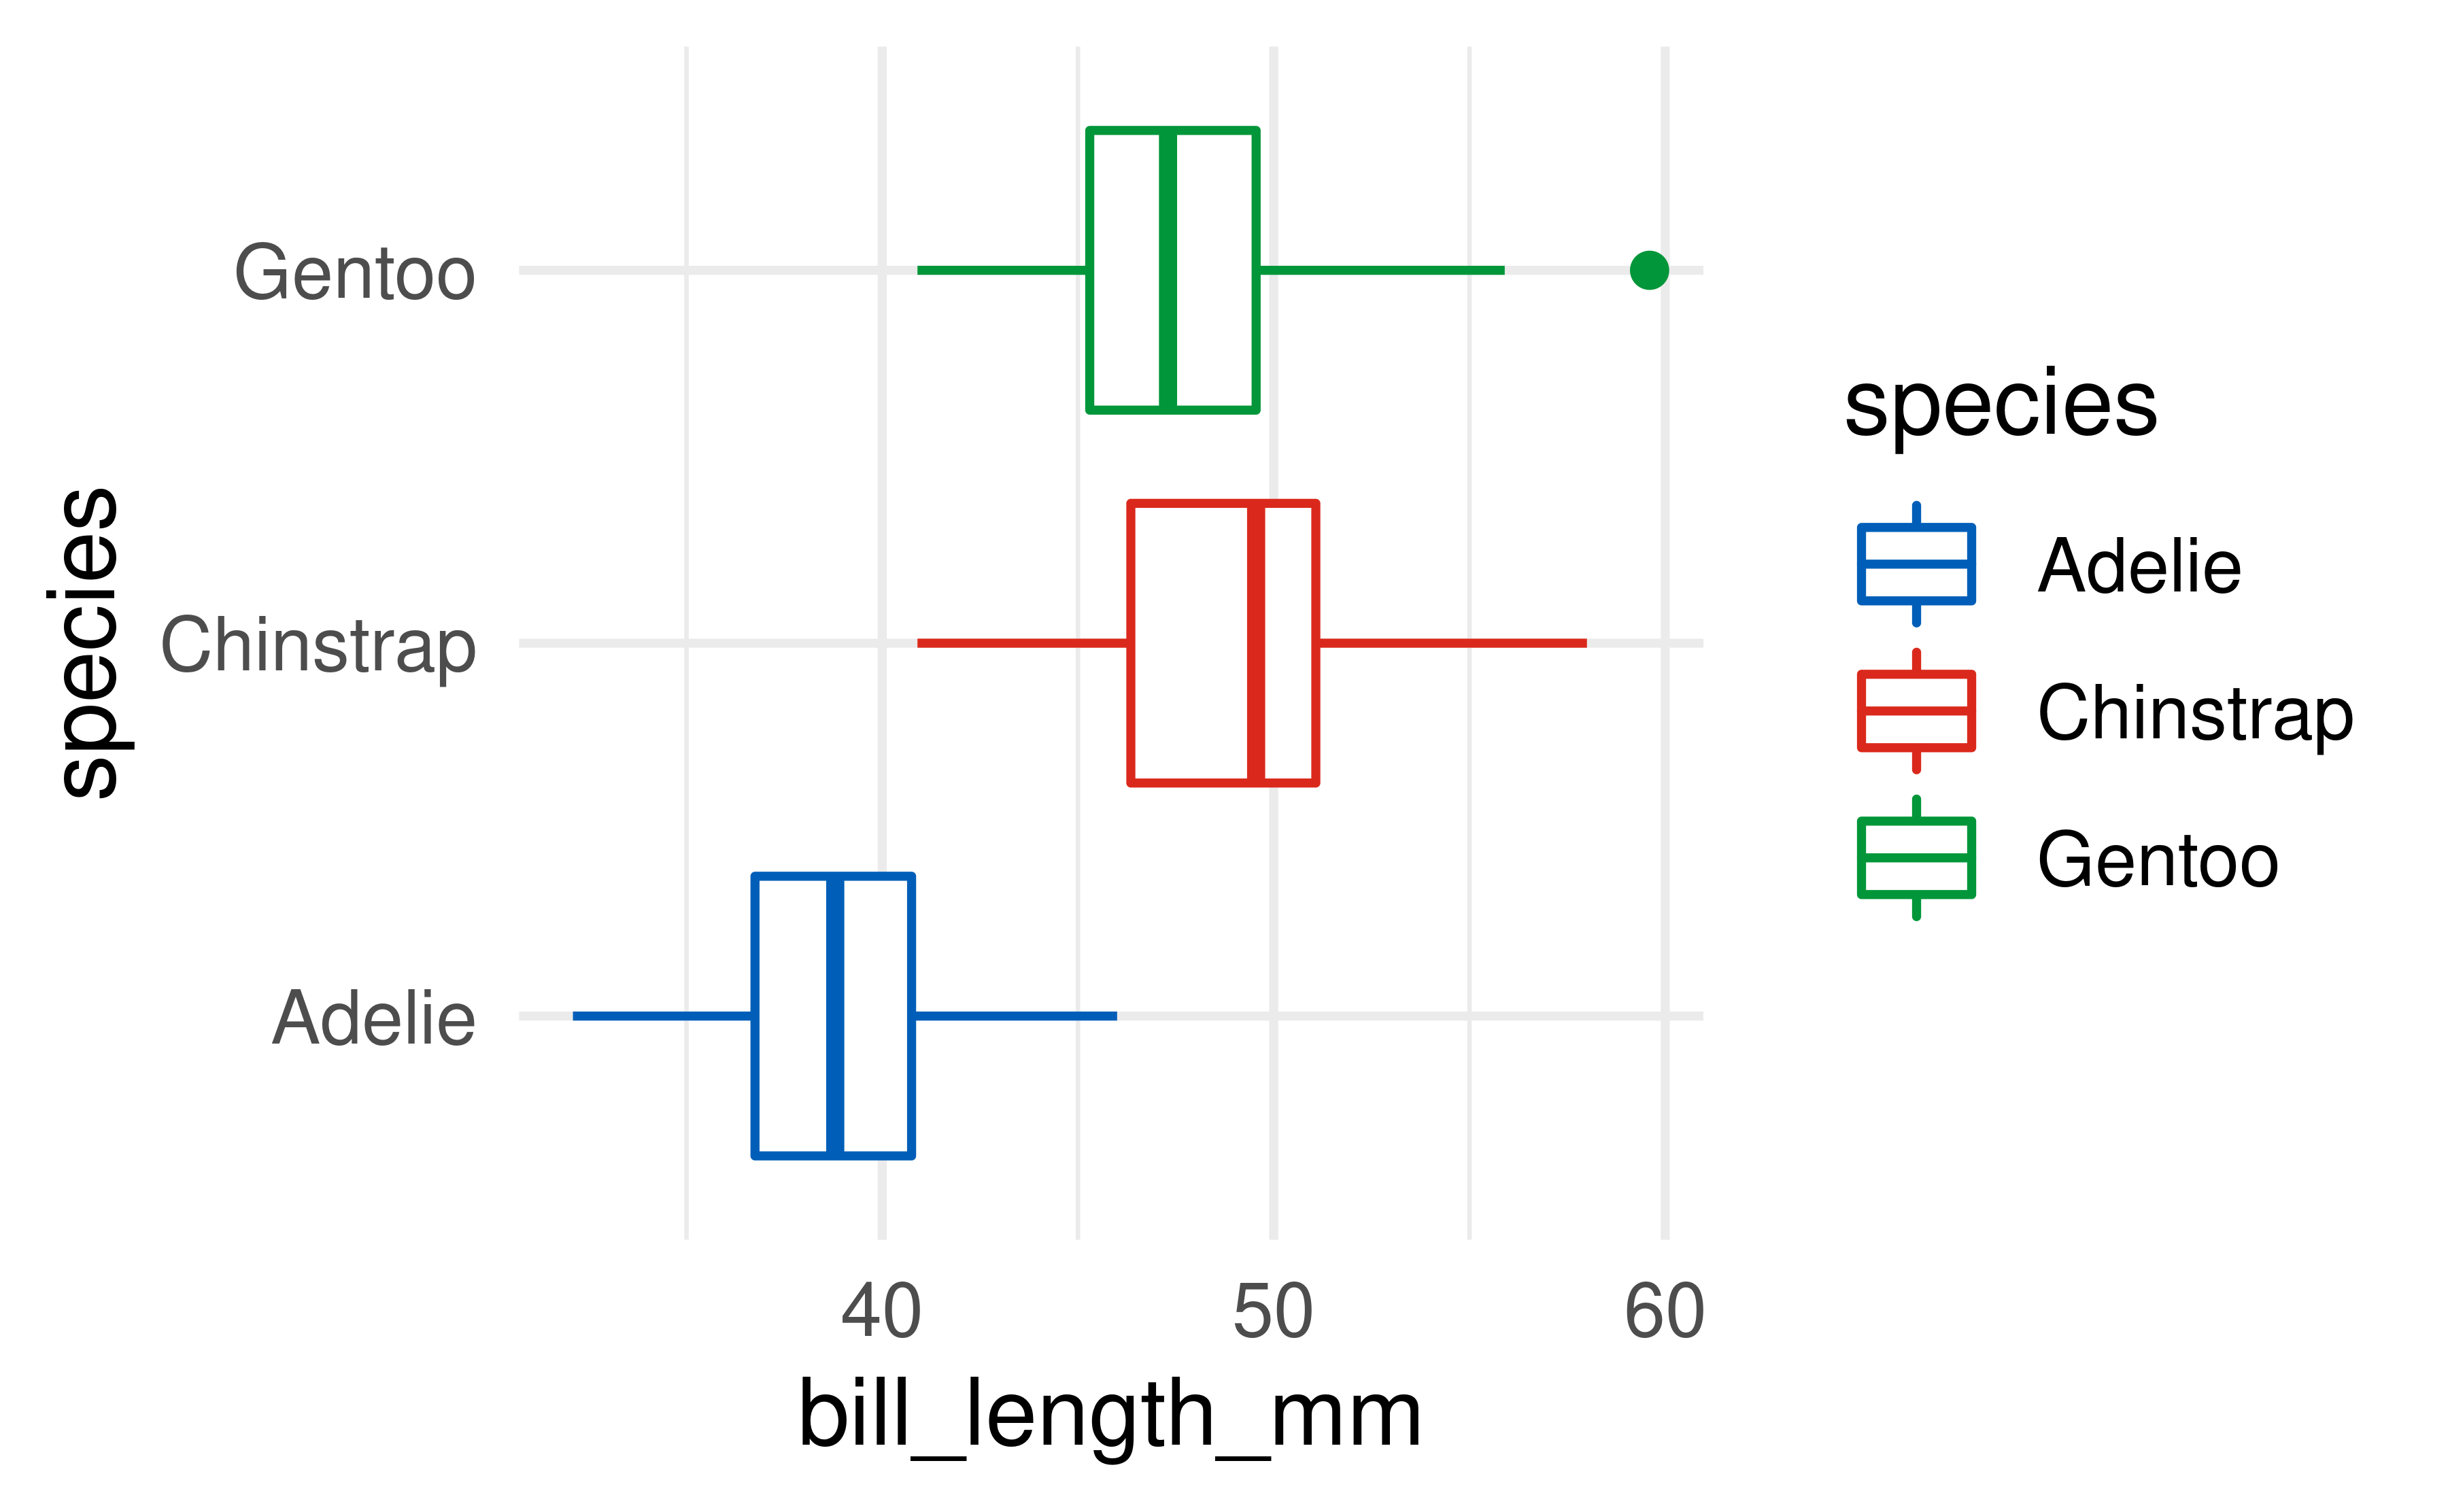 Gentoo
Chinstrap
Adelie
species
40 50 60
bill_length_mm
species
Adelie
Chinstrap
Gentoo